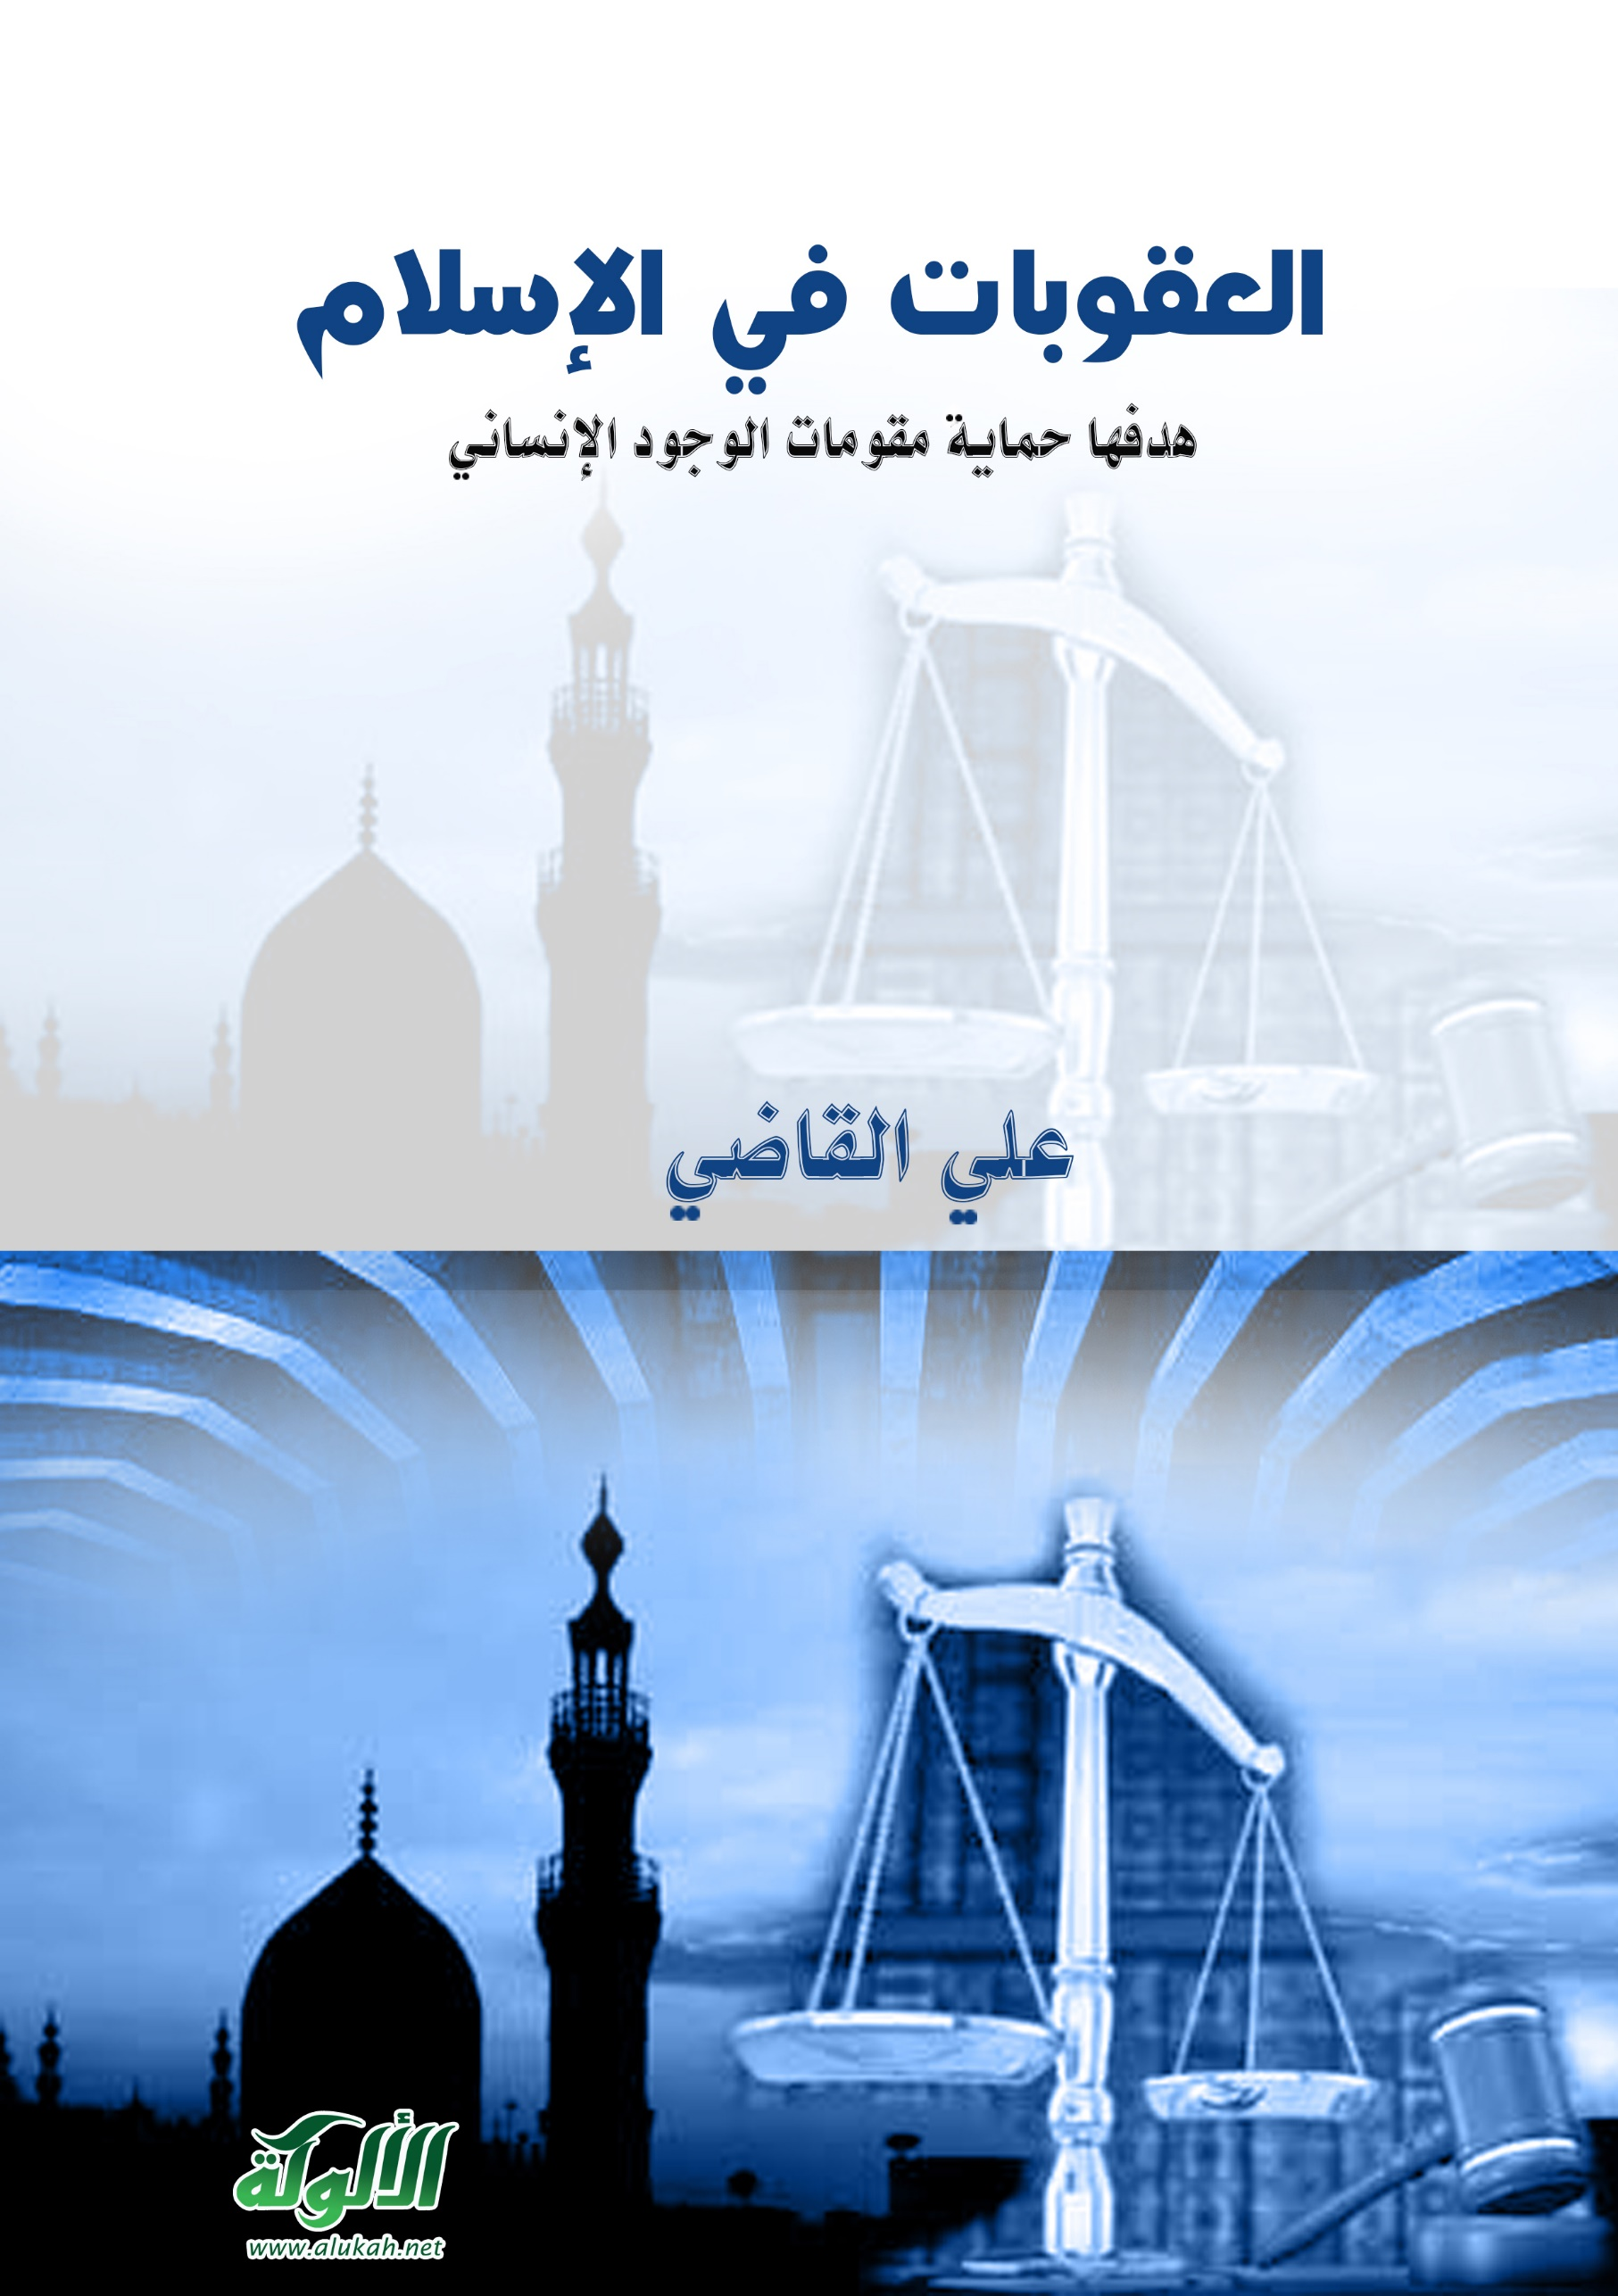 العقوبات في الإسلام
هدفها حماية مقومات الوجود الإنساني
علي القاضي
الألوكة
www.alukah.net